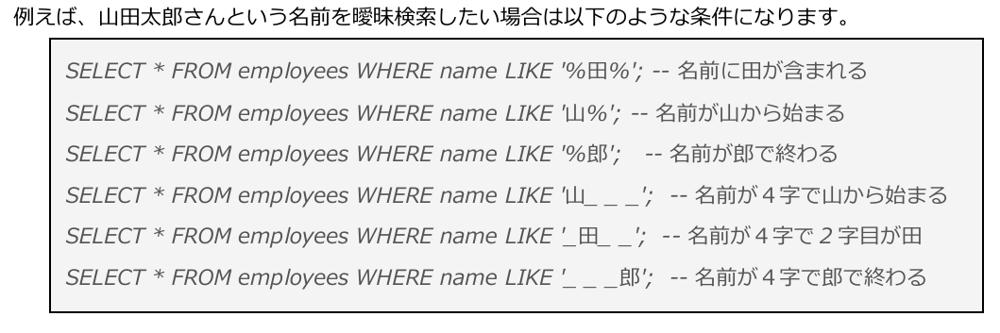 例えば、山田太郎さんという名前を曖昧検索したい場合は以下のような条件になります。
SELECT * FROM employees WHERE name LIKE '%田%'; -- 名前に田が含まれる
SELECT * FROM employees WHERE name LIKE '山%'; -- 名前が山から始まる
SELECT * FROM employees WHERE name LIKE '%郎'; -- 名前が郎で終わる
SELECT * FROM employees WHERE name LIKE '山_ _ _'; -- 名前が４字で山から始まる
SELECT * FROM employees WHERE name LIKE '_田_ _'; -- 名前が４字で２字目が田
SELECT * FROM employees WHERE name LIKE '_ _ _郎'; -- 名前が４字で郎で終わる